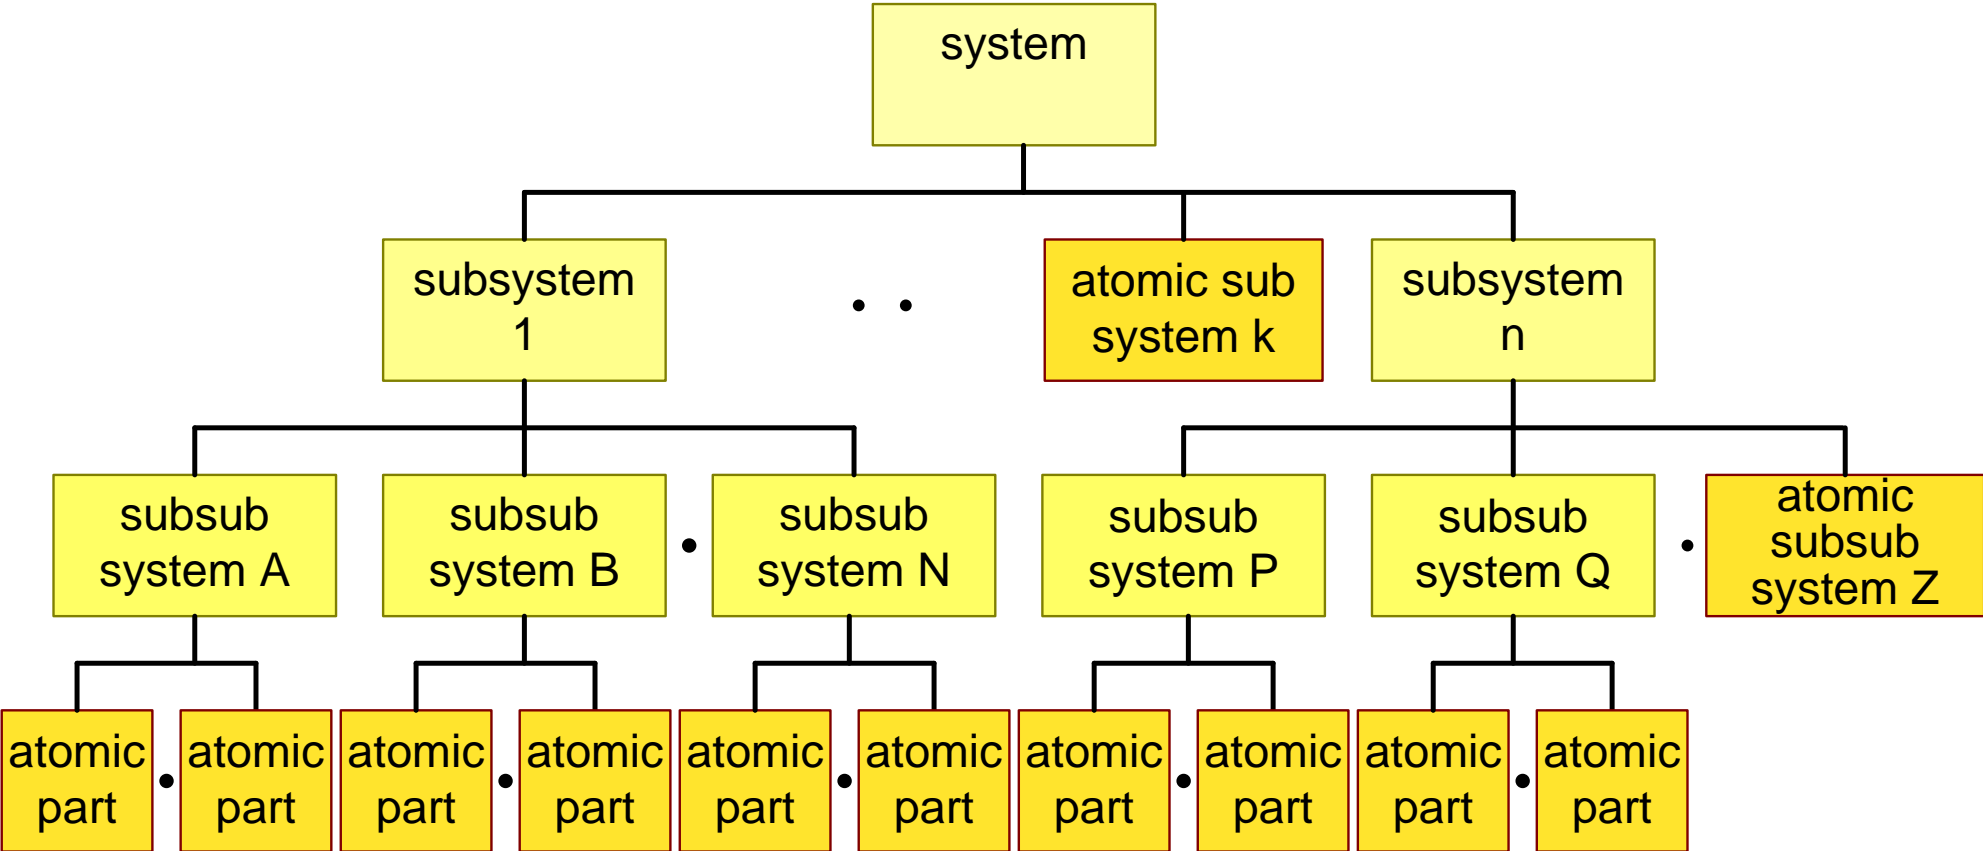 system
subsystem
1
atomic sub
system k
subsystem
n
subsub
system A
subsub
system B
subsub
system N
subsub
system P
subsub
system Q
atomic
subsub
system Z
atomic
part
atomic
part
atomic
part
atomic
part
atomic
part
atomic
part
atomic
part
atomic
part
atomic
part
atomic
part